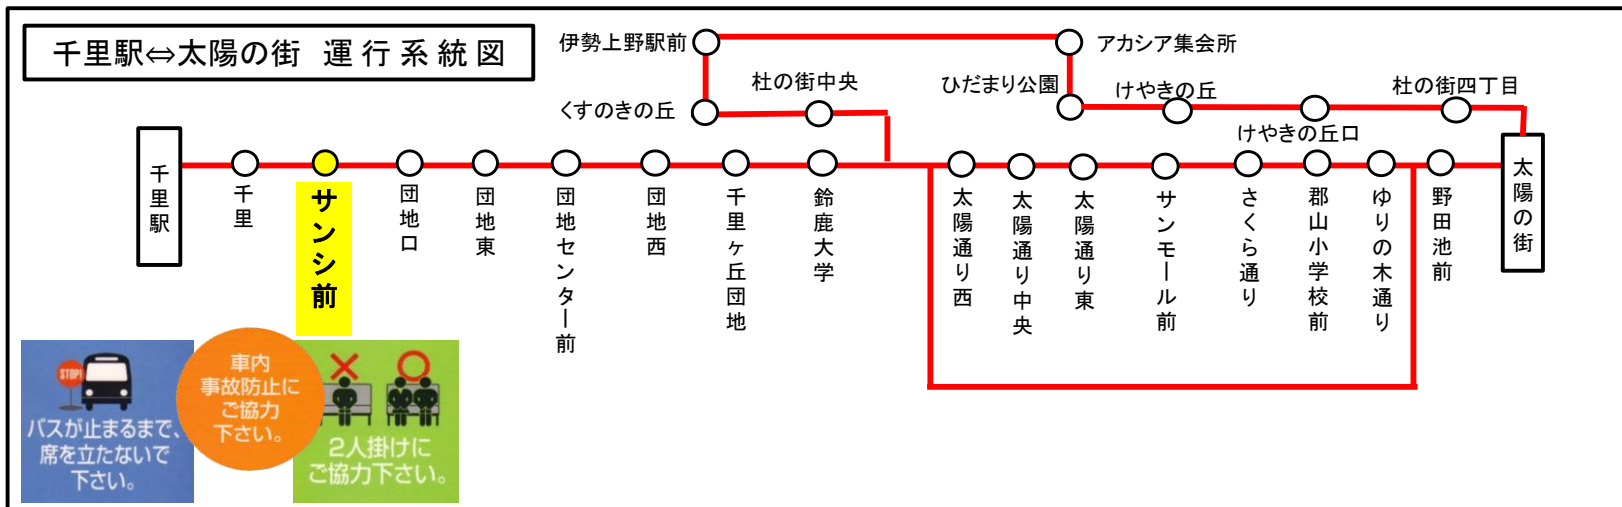 千里駅⇔太陽の街 運行系統図
伊勢上野駅前
アカシア集会所
杜の街中央
ひだまり公園
けやきの丘
杜の街四丁目
くすのきの丘
けやきの丘口
千里駅
千里
サンシ前
団地口
団地東
団地センター前
団地西
千里ヶ丘団地
鈴鹿大学
太陽通り西
太陽通り中央
太陽通り東
サンモール前
さくら通り
郡山小学校前
ゆりの木通り
野田池前
太陽の街
STOP!
バスが止まるまで、
席を立たないで
下さい。
車内
事故防止に
ご協力
下さい。
2人掛けに
ご協力下さい。